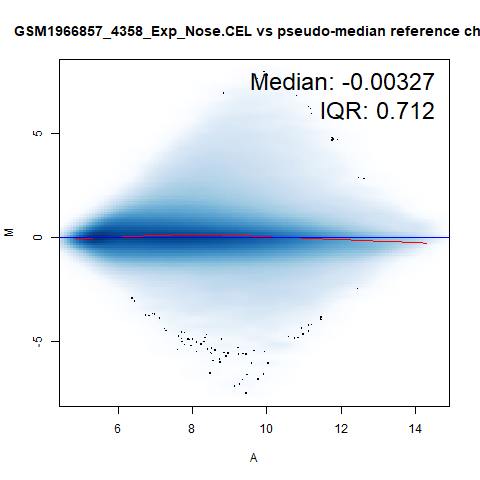 GSM1966857_4358_Exp_Nose.CEL vs pseudo-median reference ch
Median: -0.00327
IQR: 0.712
5
0
-5
M
6
8
10
12
14
A